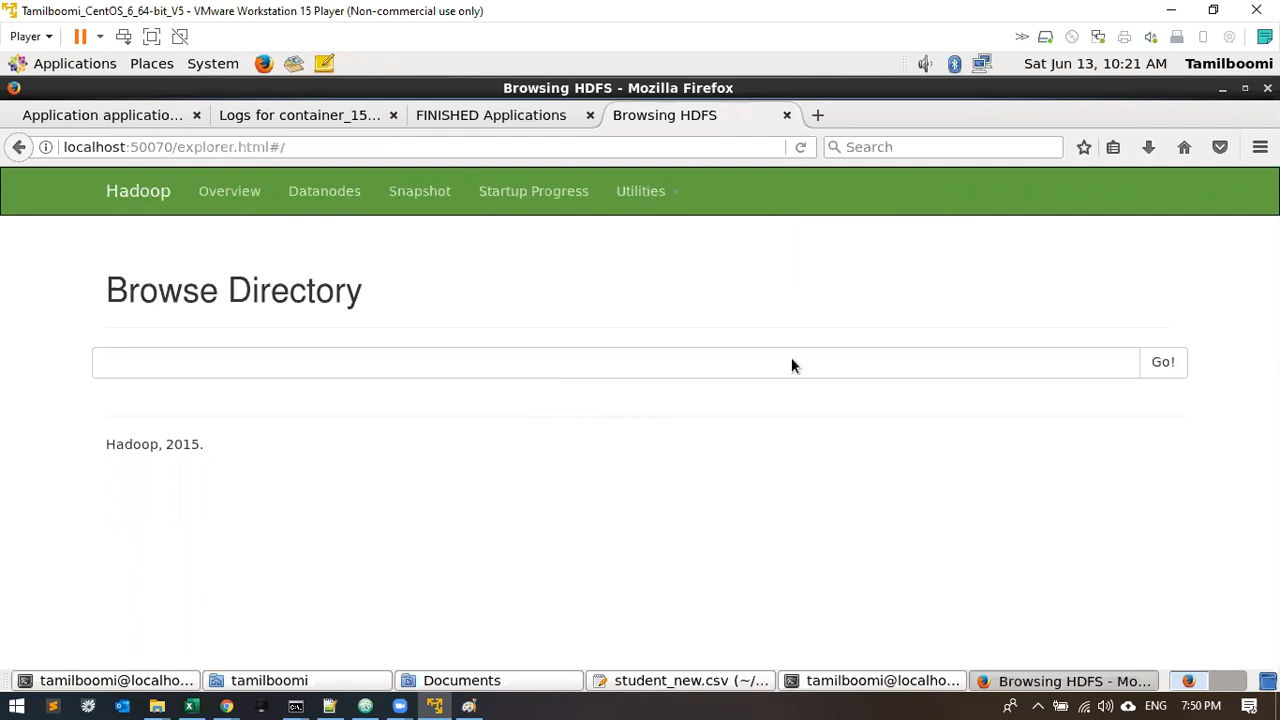 Tamilboomi_CentOS_6_64-bit_V5 - VMware Workstation 15 Player (Non-commercial use only)
Player
Applications Places System Sat Jun 13, 10:21 AM Tamilboomi
Browsing HDFS - Mozilla Firefox
Application applicatio... Logs for container_15... FINISHED Applications Browsing HDFS
localhost:50070/explorer.html#/ Search
Hadoop Overview Datanodes Snapshot Startup Progress Utilities
Browse Directory
Go!
Hadoop, 2015.
tamilboomi@localho... tamilboomi Documents student_new.csv (~/... tamilboomi@localho... Browsing HDFS - Mo...
ENG 7:50 PM